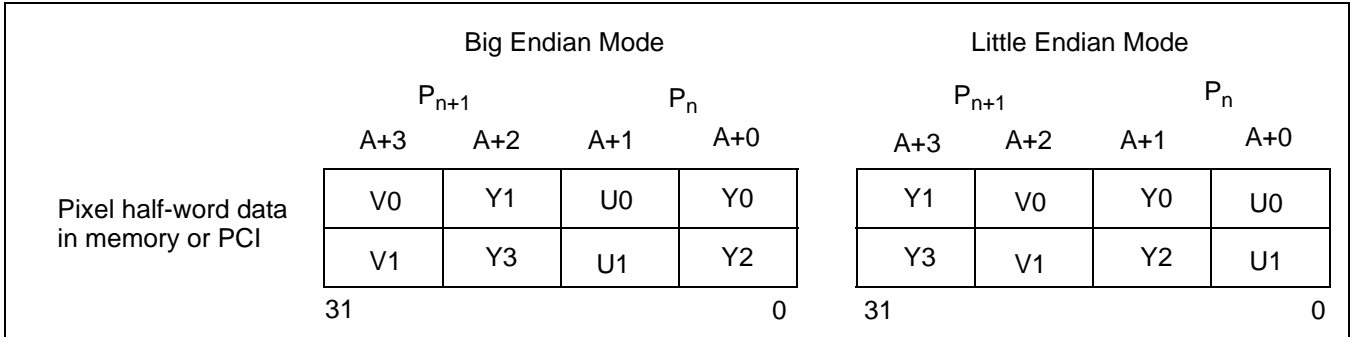 Big Endian Mode Little Endian Mode
Pn+1 Pn Pn+1 Pn
A+3 A+2 A+1 A+0 A+3 A+2 A+1 A+0
Pixel half-word data
in memory or PCI
V0 Y1 U0 Y0 Y1 V0 Y0 U0
V1 Y3 U1 Y2 Y3 V1 Y2 U1
31 0 31 0